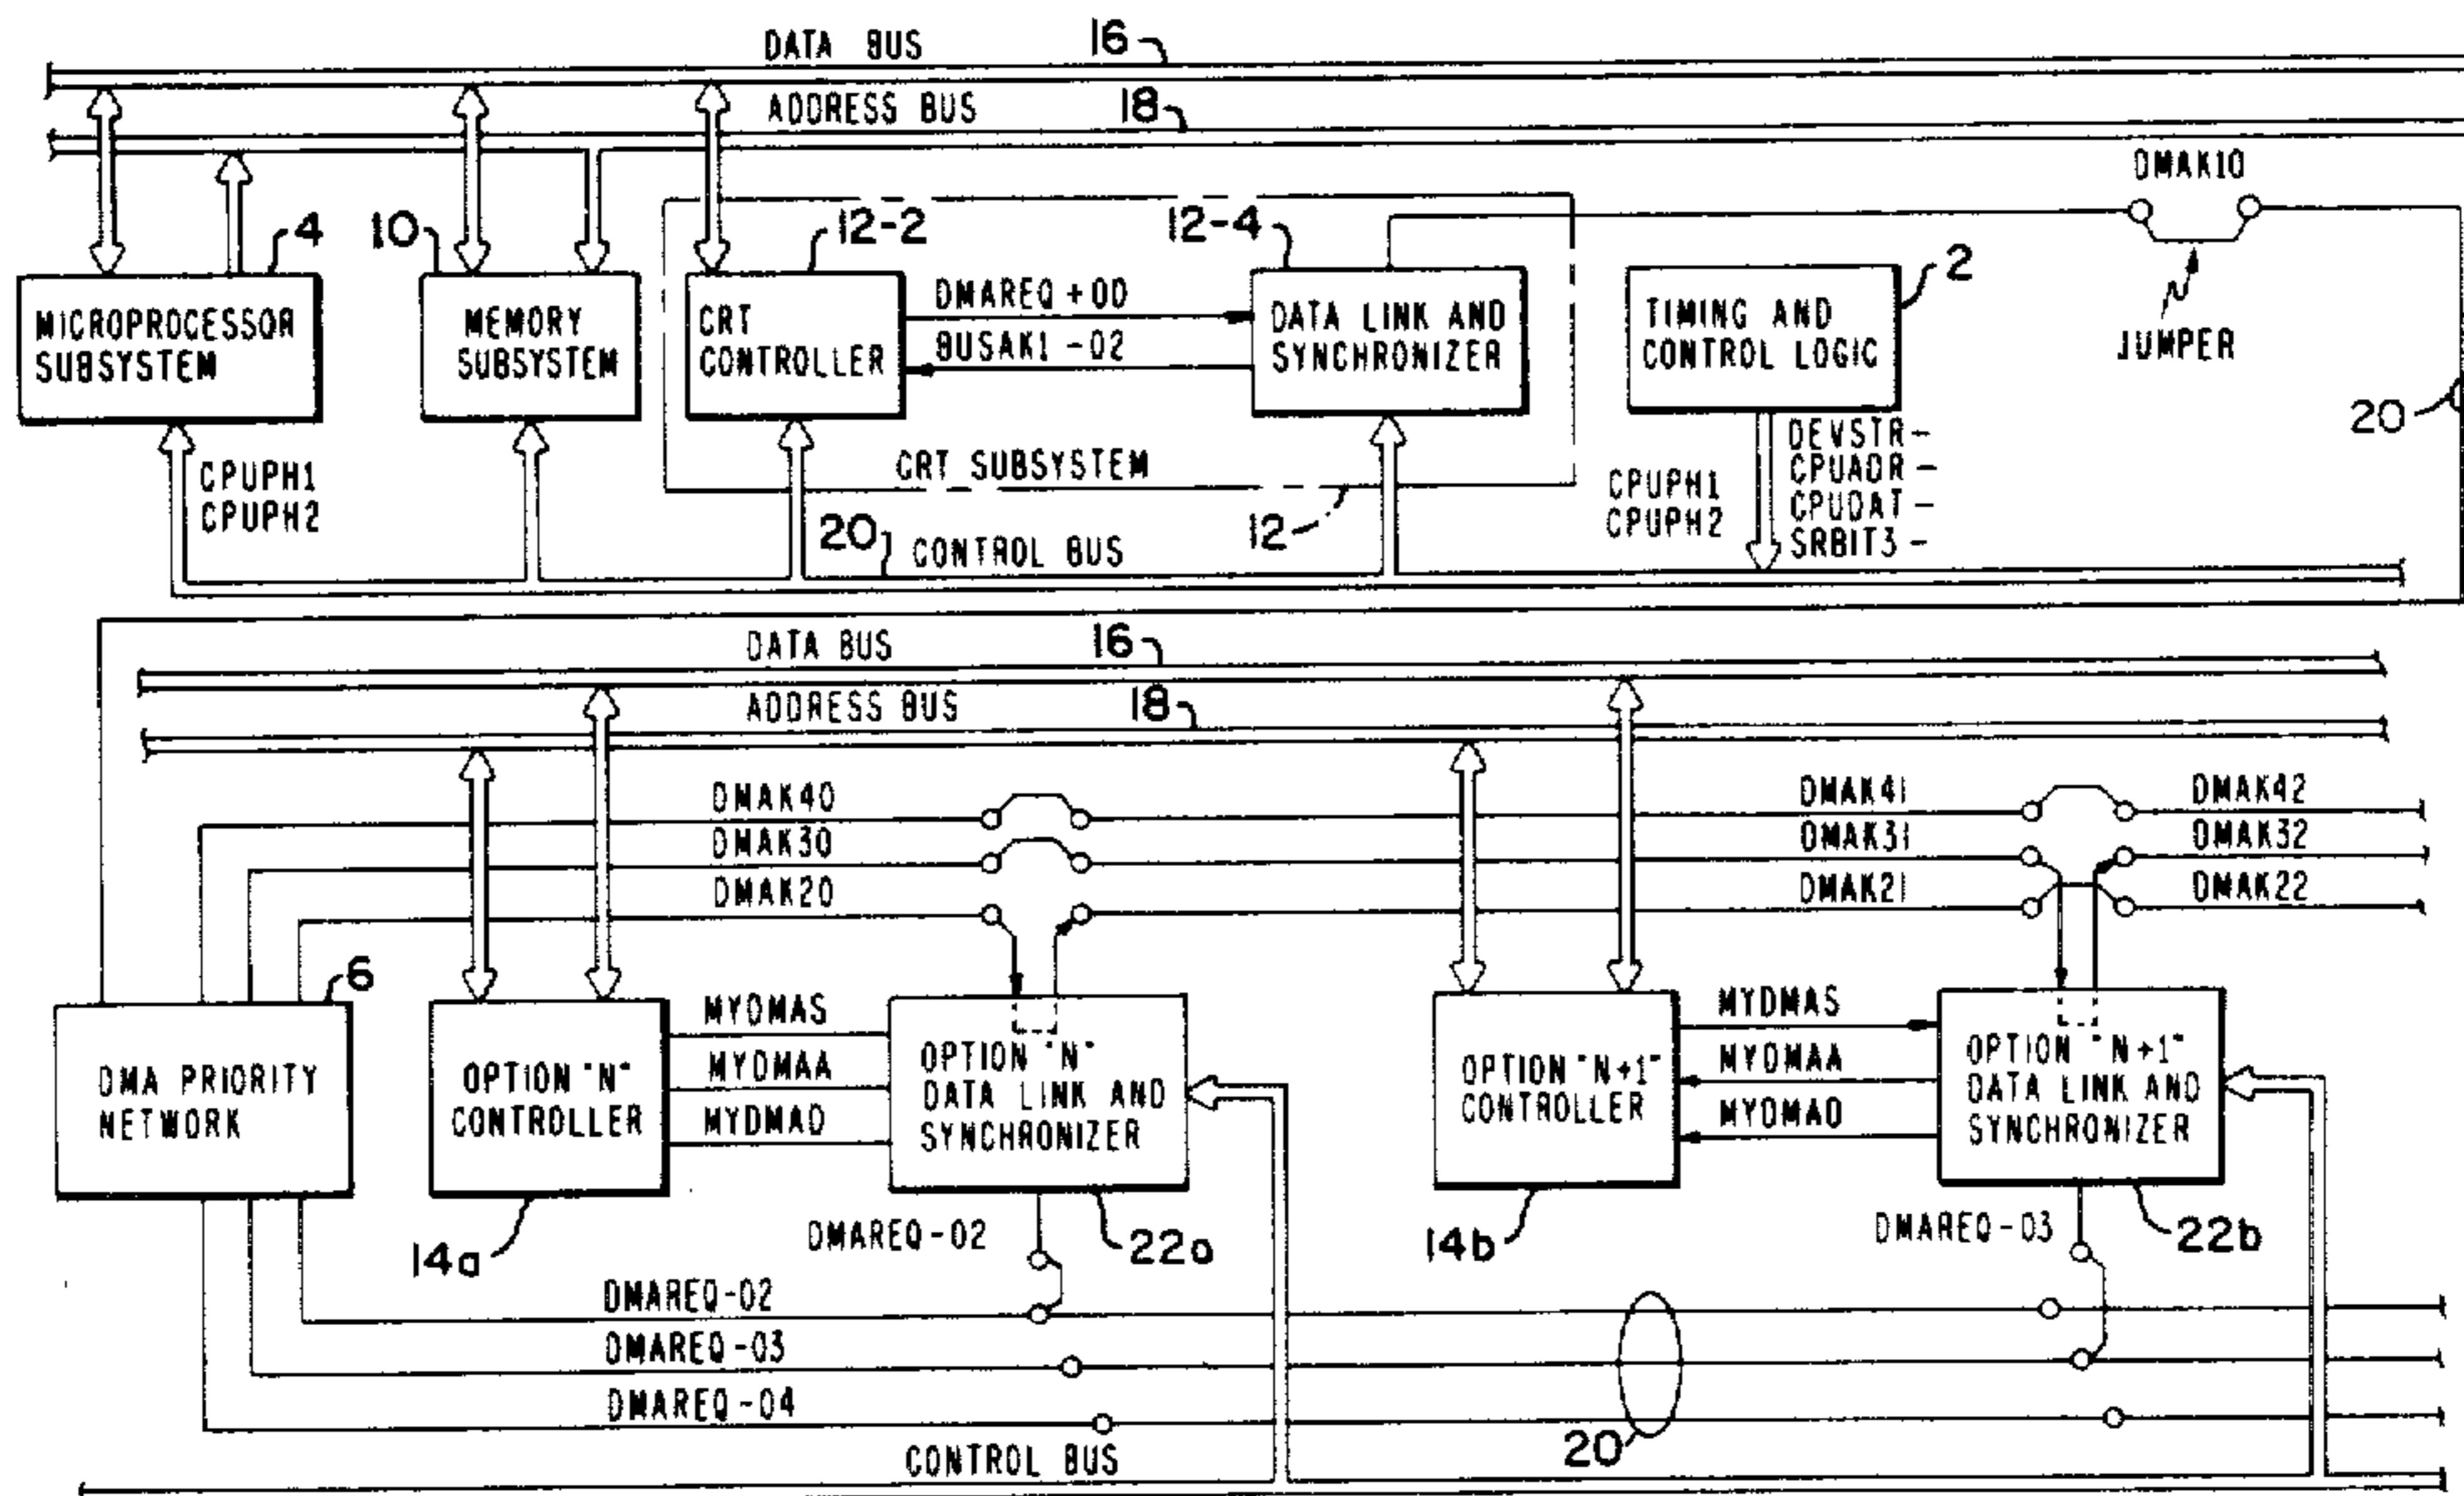 DATA BUS 16
ADDRESS BUS 18
DMAK10
4
10
12-2
12-4
2
MICROPROCESSOR
SUBSYSTEM
MEMORY
SUBSYSTEM
CRT
CONTROLLER
DMAREQ +00
BUSAK1 -02
DATA LINK AND
SYNCHRONIZER
TIMING AND
CONTROL LOGIC
JUMPER
20
CPUPH1
CPUPH2
CRT SUBSYSTEM
12
CPUPH1
CPUPH2
DEVSTR -
CPUADR -
CPUDAT -
SRBIT3 -
20 CONTROL BUS
DATA BUS 16
ADDRESS BUS 18
DMAK40
DMAK41
DMAK42
DMAK30
DMAK31
DMAK32
DMAK20
DMAK21
DMAK22
6
DMA PRIORITY
NETWORK
OPTION "N"
CONTROLLER
14a
MYDMAS
MYDMAA
MYDMAO
OPTION "N"
DATA LINK AND
SYNCHRONIZER
22a
OPTION "N+1"
CONTROLLER
14b
MYDMAS
MYDMAA
MYDMAO
OPTION "N+1"
DATA LINK AND
SYNCHRONIZER
22b
DMAREQ-02
DMAREQ-03
DMAREQ-02
DMAREQ-03
DMAREQ-04
20
CONTROL BUS